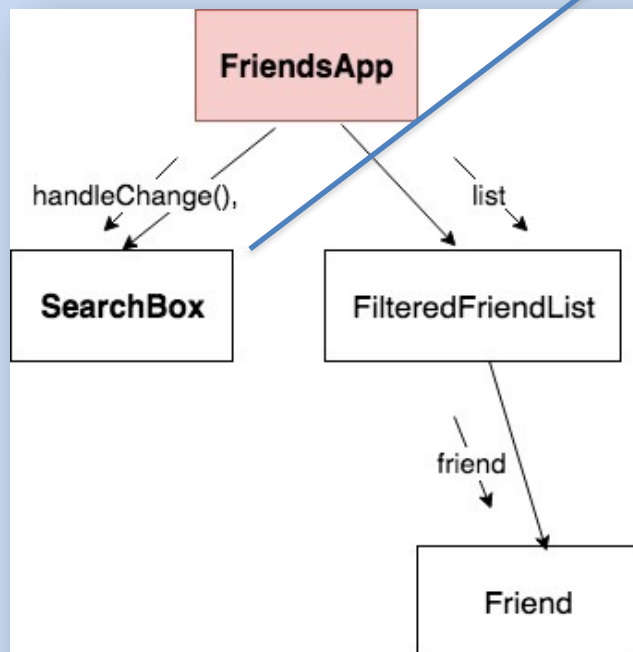 FriendsApp
handleChange(),
list
SearchBox
FilteredFriendList
friend
Friend